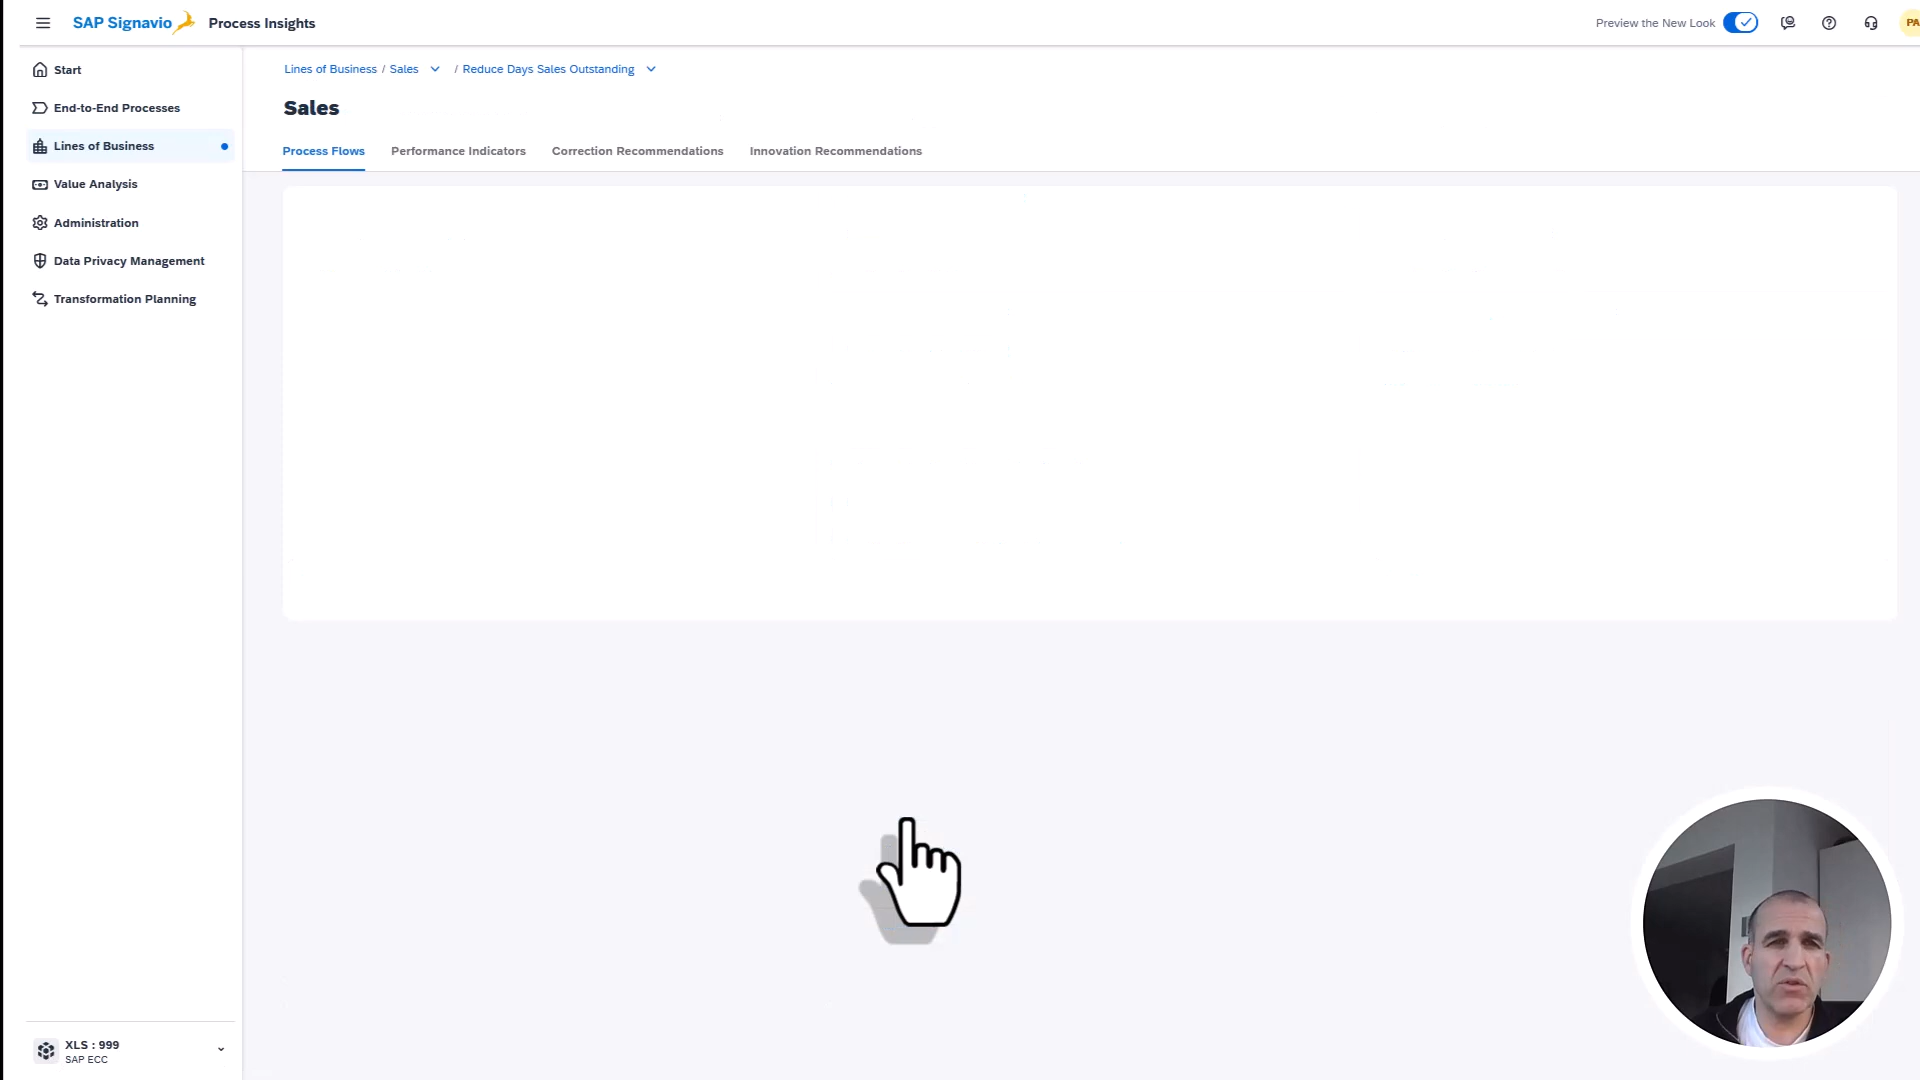 SAP Signavio Process Insights
Preview the New Look
PA
Start
End-to-End Processes
Lines of Business
Value Analysis
Administration
Data Privacy Management
Transformation Planning
Lines of Business / Sales / Reduce Days Sales Outstanding
Sales
Process Flows Performance Indicators Correction Recommendations Innovation Recommendations
XLS : 999
SAP ECC